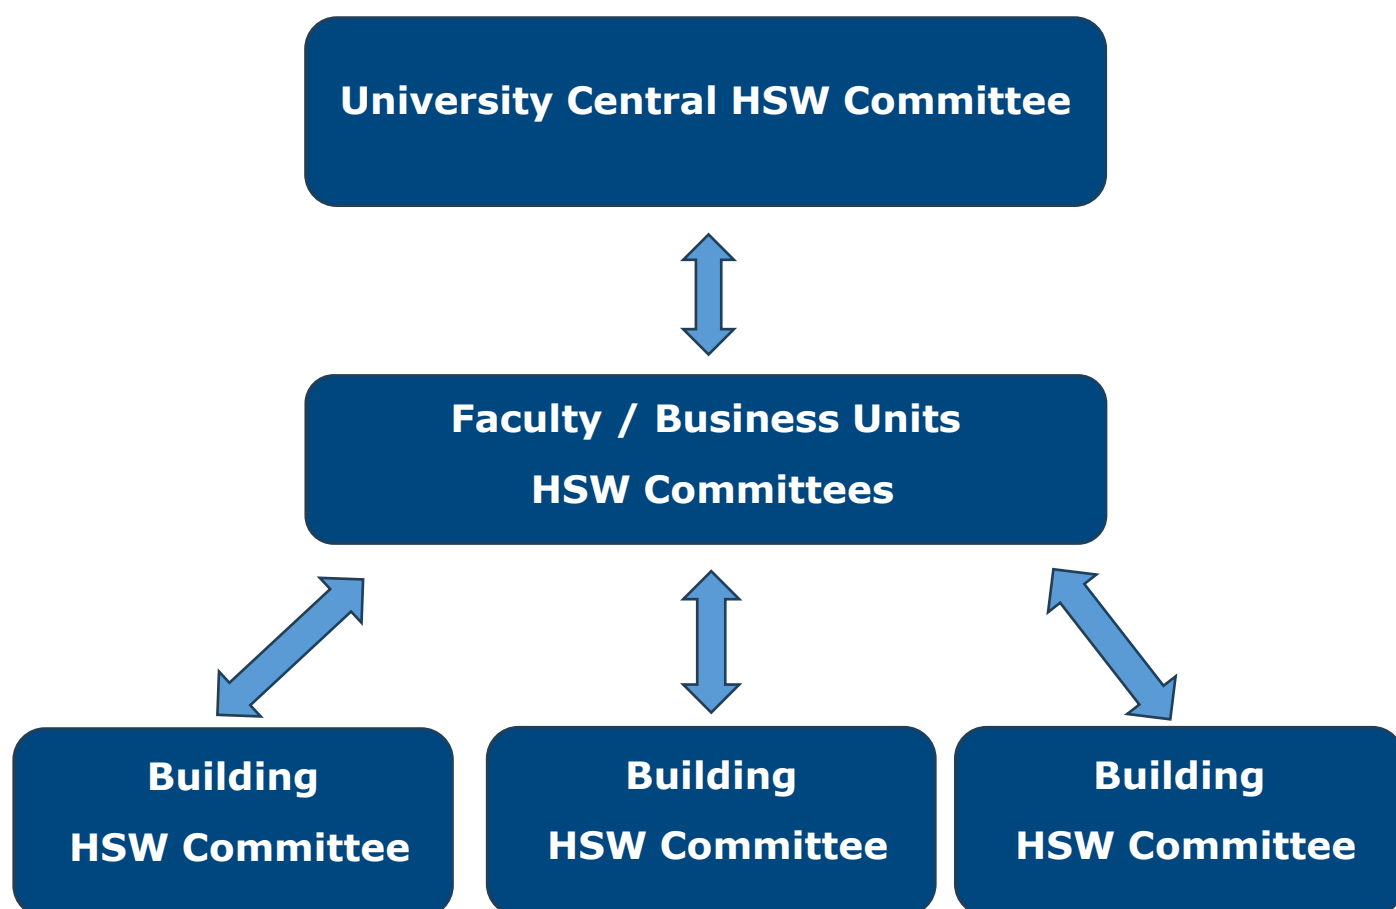 University Central HSW Committee
Faculty / Business Units
HSW Committees
Building
HSW Committee
Building
HSW Committee
Building
HSW Committee